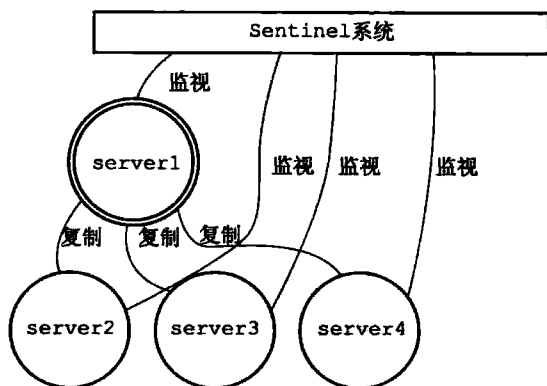 Sentinel系统
监视
server1
监视
监视
监视
复制
复制
复制
server2
server3
server4